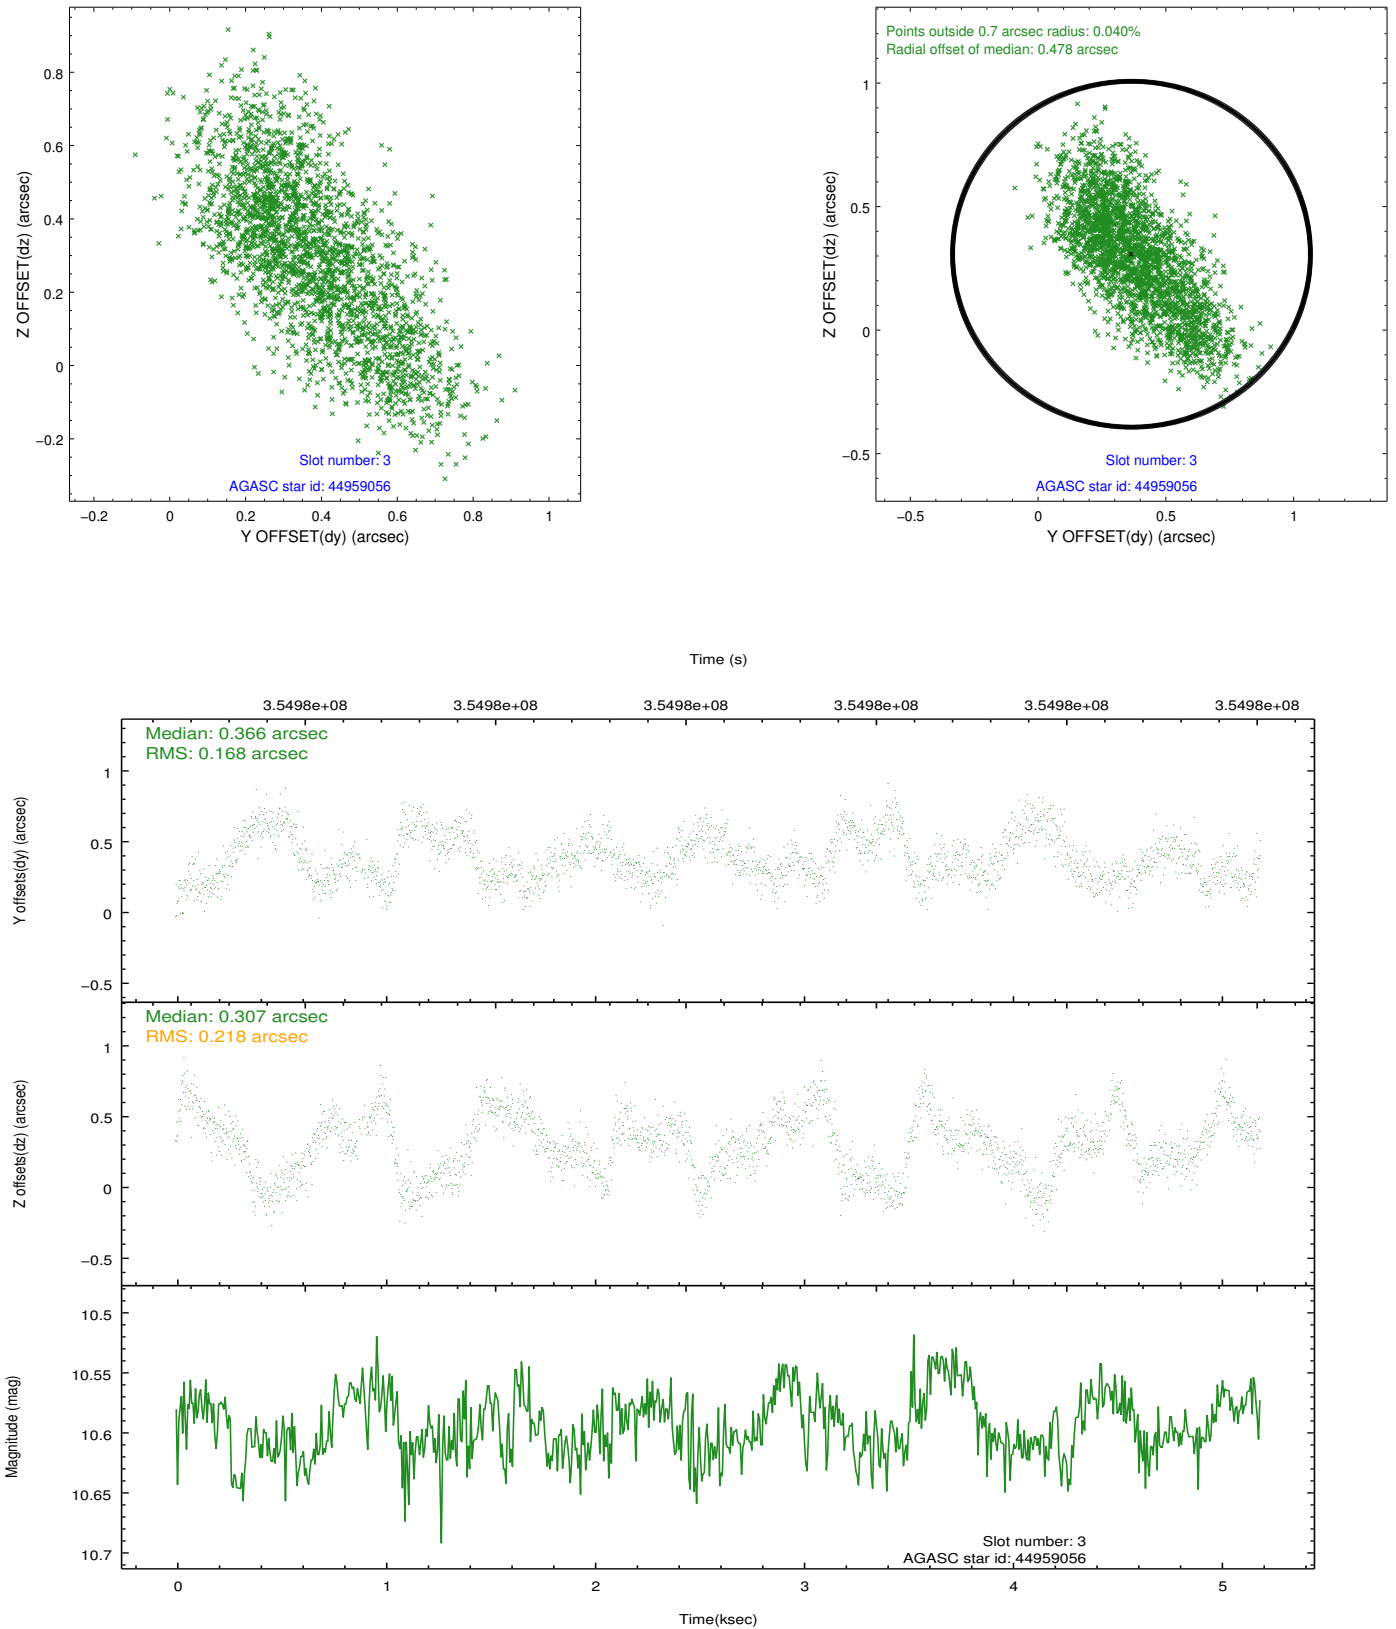 0.8
0.6
0.4
0.2
0
−0.2
Z OFFSET(dz) (arcsec)
Slot number: 3
AGASC star id: 44959056
−0.2 0 0.2 0.4 0.6 0.8 1
Y OFFSET(dy) (arcsec)
Points outside 0.7 arcsec radius: 0.040%
Radial offset of median: 0.478 arcsec
1
0.5
0
−0.5
Z OFFSET(dz) (arcsec)
Slot number: 3
AGASC star id: 44959056
−0.5 0 0.5 1
Y OFFSET(dy) (arcsec)
Time (s)
3.5498e+08 3.5498e+08 3.5498e+08 3.5498e+08 3.5498e+08 3.5498e+08
Median: 0.366 arcsec
RMS: 0.168 arcsec
1
0.5
0
−0.5
Y offsets(dy) (arcsec)
Median: 0.307 arcsec
RMS: 0.218 arcsec
1
0.5
0
−0.5
Z offsets(dz) (arcsec)
10.5
10.55
10.6
10.65
10.7
Magnitude (mag)
Slot number: 3
AGASC star id: 44959056
0 1 2 3 4 5
Time(ksec)